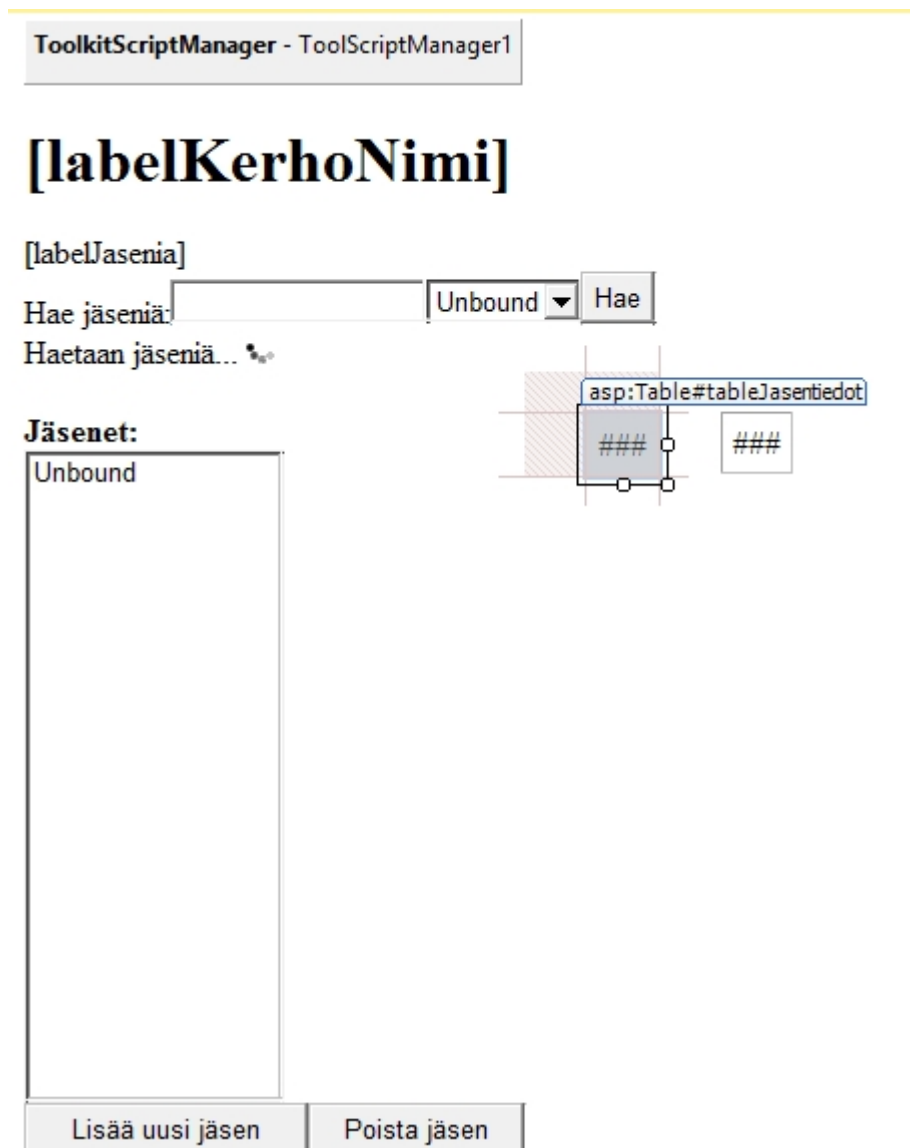 ToolkitScriptManager - ToolScriptManager1
[labelKerhoNimi]
[labelJasenia]
Hae jäseniä: Unbound Hae
Haetaan jäseniä...
asp:Table#tableJasentiedot
### ###
Jäsenet:
Unbound
Lisää uusi jäsen Poista jäsen